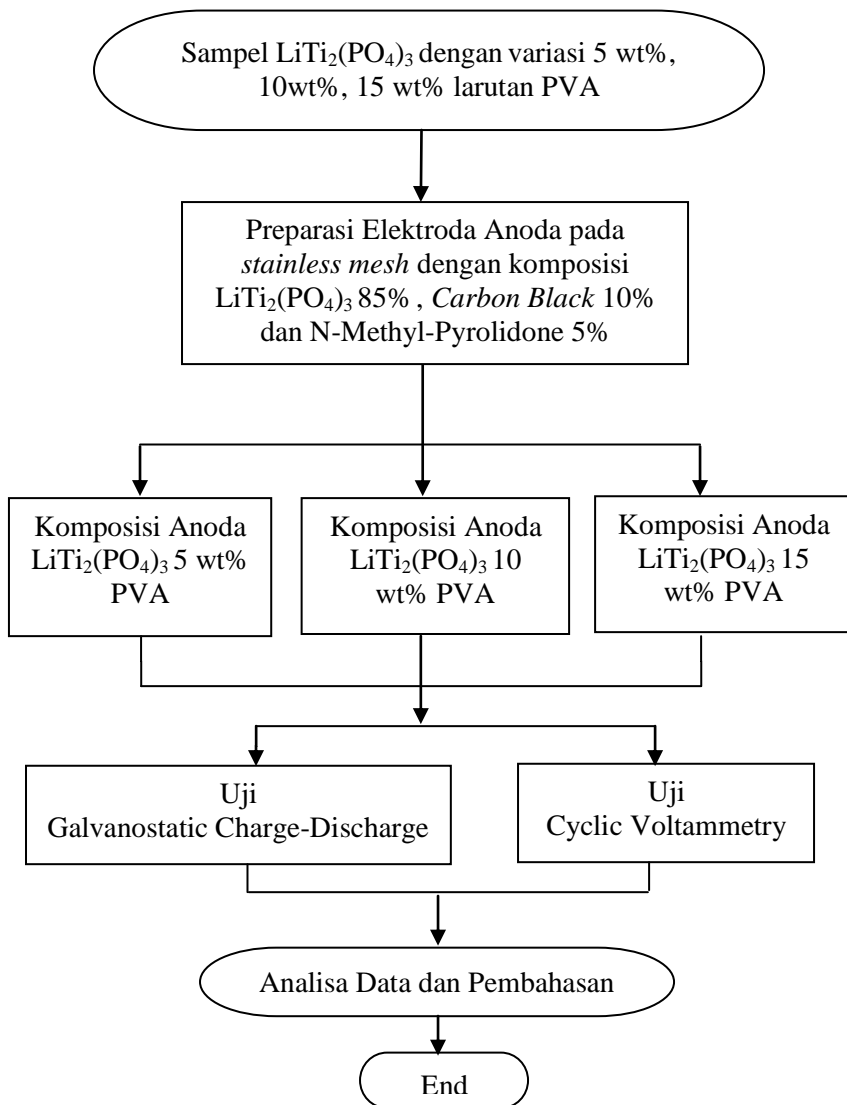 Sampel LiTi₂(PO₄)₃ dengan variasi 5 wt%,
10wt%, 15 wt% larutan PVA
Preparasi Elektroda Anoda pada
stainless mesh dengan komposisi
LiTi₂(PO₄)₃ 85% , Carbon Black 10%
dan N-Methyl-Pyrolidone 5%
Komposisi Anoda
LiTi₂(PO₄)₃ 5 wt%
PVA
Komposisi Anoda
LiTi₂(PO₄)₃ 10
wt% PVA
Komposisi Anoda
LiTi₂(PO₄)₃ 15
wt% PVA
Uji
Galvanostatic Charge-Discharge
Uji
Cyclic Voltammetry
Analisa Data dan Pembahasan
End